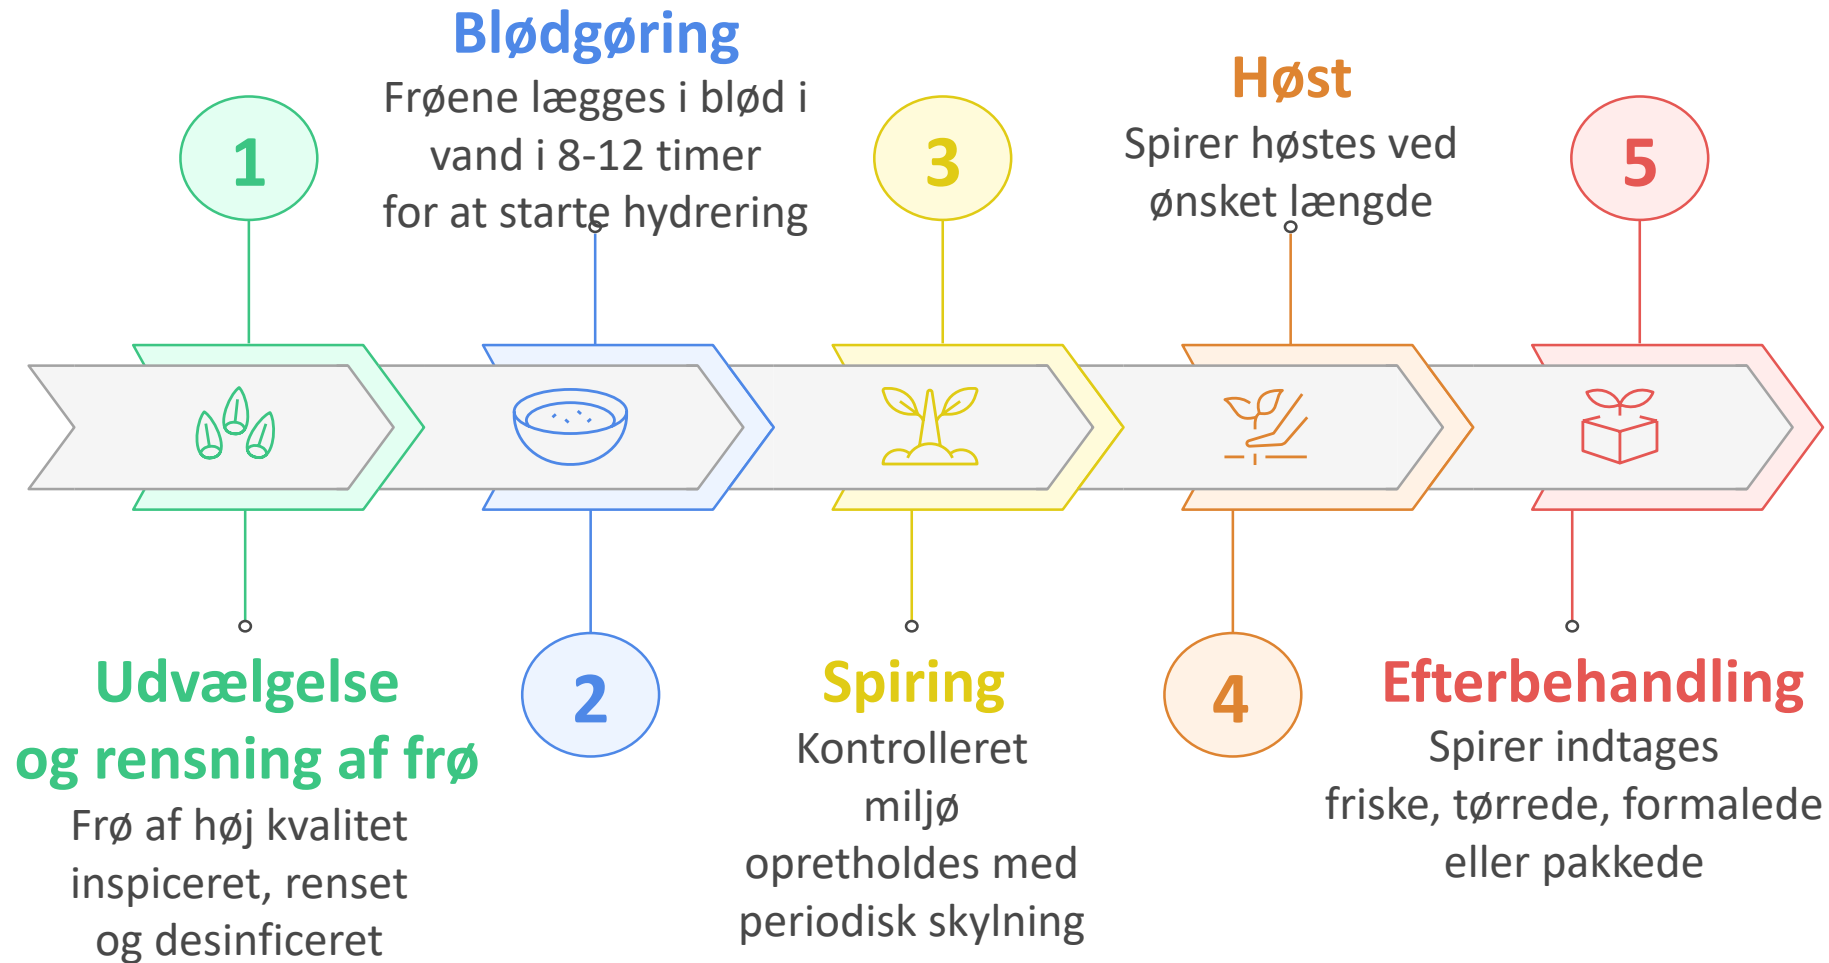 1
Udvælgelse
og rensning af frø
Frø af høj kvalitet
inspiceret, renset
og desinficeret
Blødgøring
Frøene lægges i blød i
vand i 8-12 timer
for at starte hydrering
2
3
Spiring
Kontrolleret
miljø
opretholdes med
periodisk skylning
Høst
Spirer høstes ved
ønsket længde
4
5
Efterbehandling
Spirer indtages
friske, tørrede, formalede
eller pakkede